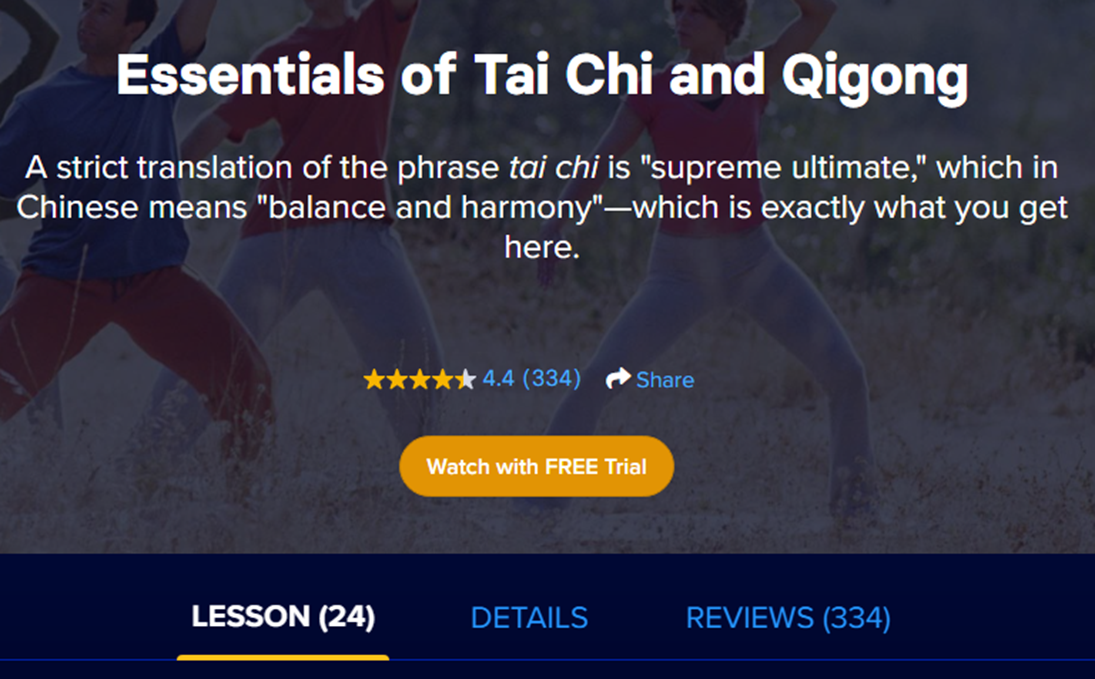 Essentials of Tai Chi and Qigong
A strict translation of the phrase tai chi is "supreme ultimate," which in
Chinese means "balance and harmony"—which is exactly what you get
here.
4.4 (334) Share
Watch with FREE Trial
LESSON (24) DETAILS REVIEWS (334)